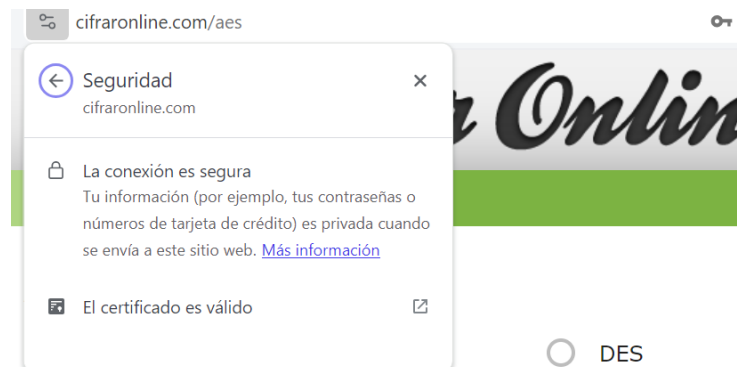 cifraronline.com/aes
Seguridad
cifraronline.com
La conexión es segura
Tu información (por ejemplo, tus contraseñas o
números de tarjeta de crédito) es privada cuando
se envía a este sitio web. Más información
El certificado es válido
DES